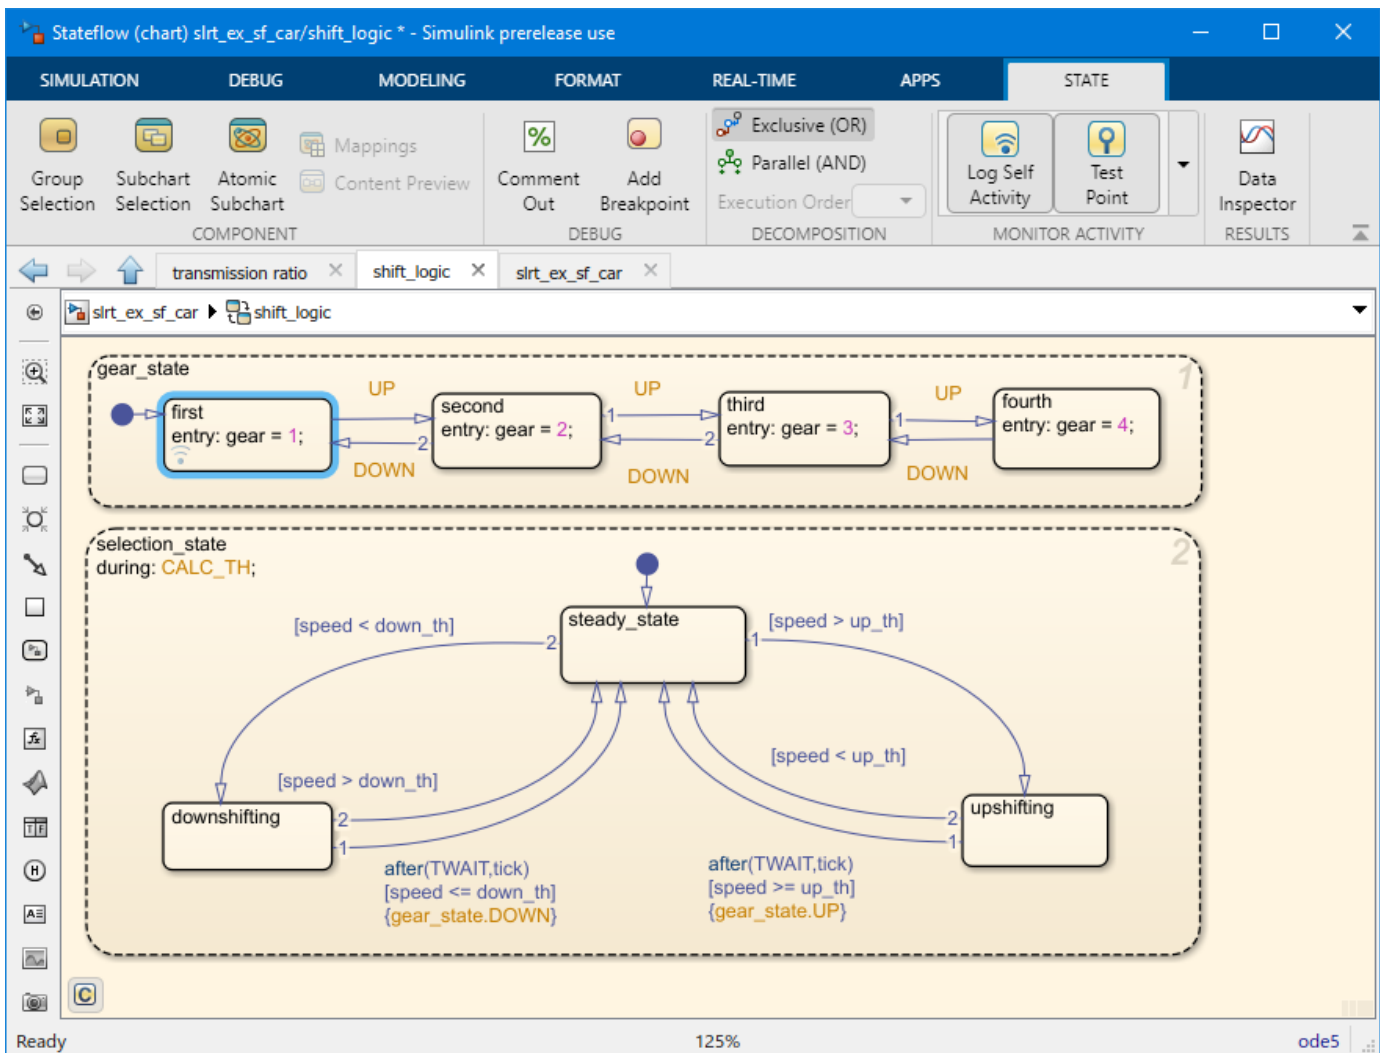 Stateflow (chart) slrt_ex_sf_car/shift_logic * - Simulink prerelease use
SIMULATION DEBUG MODELING FORMAT REAL-TIME APPS STATE
Group Selection
Subchart Selection
Atomic Subchart
Mappings
Content Preview
Comment Out
Add Breakpoint
Exclusive (OR)
Parallel (AND)
Execution Order
Log Self Activity
Test Point
Data Inspector
COMPONENT DEBUG DECOMPOSITION MONITOR ACTIVITY RESULTS
transmission ratio shift_logic slrt_ex_sf_car
slrt_ex_sf_car shift_logic
gear_state
1
first
entry: gear = 1;
UP
DOWN
2
second
entry: gear = 2;
1
UP
DOWN
2
third
entry: gear = 3;
1
UP
DOWN
fourth
entry: gear = 4;
selection_state
during: CALC_TH;
2
steady_state
2
1
[speed < down_th]
[speed > up_th]
[speed > down_th]
[speed < up_th]
downshifting
2
1
upshifting
2
1
after(TWAIT,tick)
[speed <= down_th]
{gear_state.DOWN}
after(TWAIT,tick)
[speed >= up_th]
{gear_state.UP}
C
Ready 125% ode5